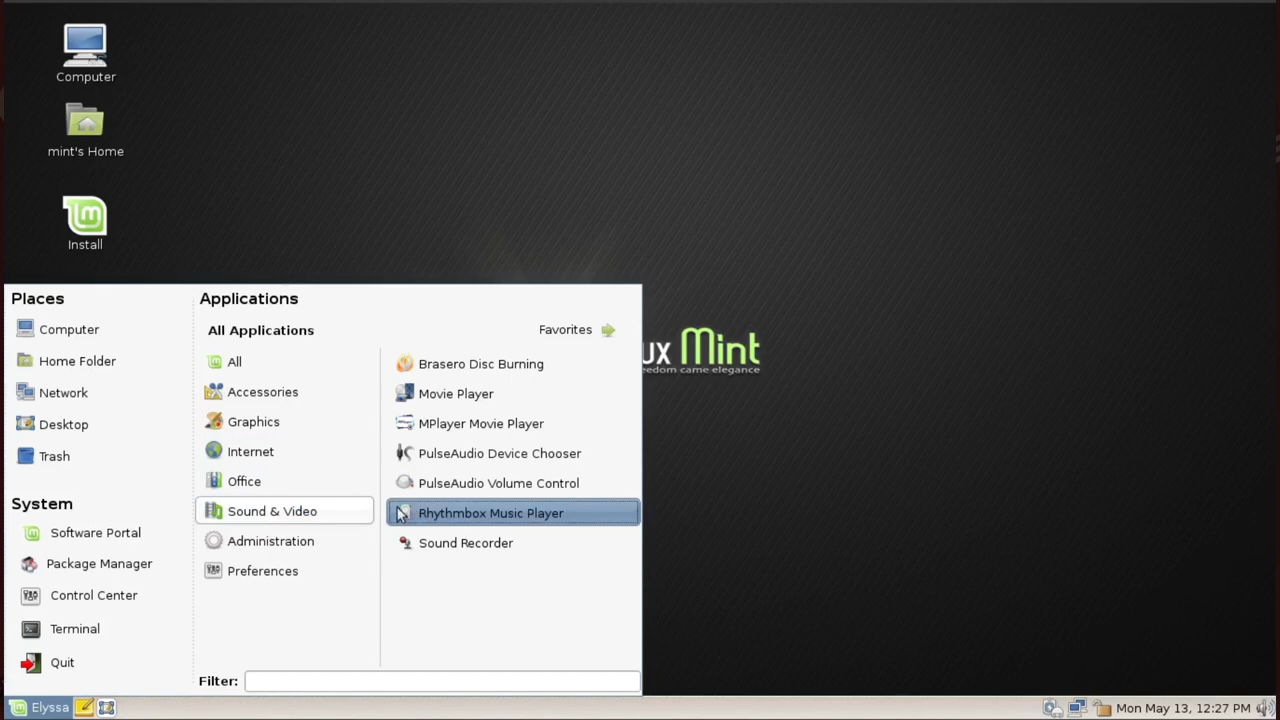 Computer
mint's Home
Install
ux Mint
edom came elegance
Places
Computer
Home Folder
Network
Desktop
Trash
System
Software Portal
Package Manager
Control Center
Terminal
Quit
Applications
All Applications
Favorites
All
Accessories
Graphics
Internet
Office
Sound & Video
Administration
Preferences
Brasero Disc Burning
Movie Player
MPlayer Movie Player
PulseAudio Device Chooser
PulseAudio Volume Control
Rhythmbox Music Player
Sound Recorder
Filter:
Elyssa
Mon May 13, 12:27 PM